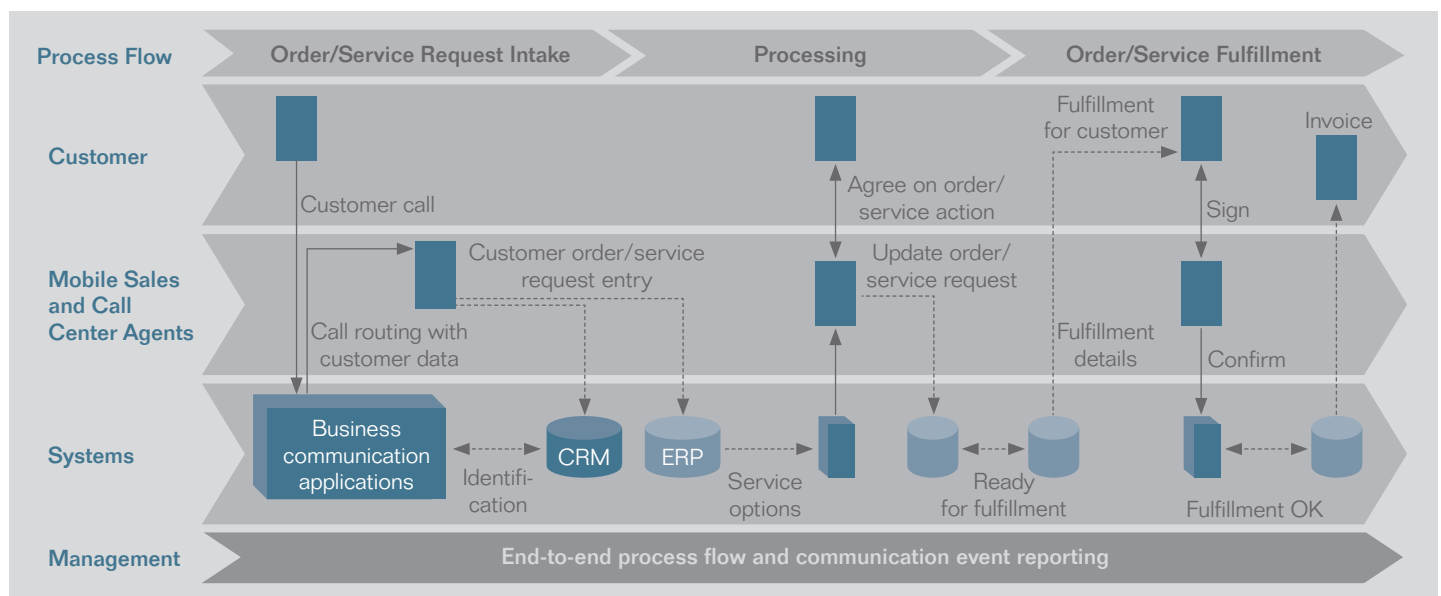 Process Flow
Order/Service Request Intake
Processing
Order/Service Fulfillment
Customer
Customer call
Agree on order/
service action
Fulfillment
for customer
Sign
Invoice
Mobile Sales
and Call
Center Agents
Call routing with
customer data
Customer order/service
request entry
Update order/
service request
Fulfillment
details
Confirm
Systems
Business
communication
applications
Identifi-
cation
CRM
ERP
Service
options
Ready
for fulfillment
Fulfillment OK
Management
End-to-end process flow and communication event reporting